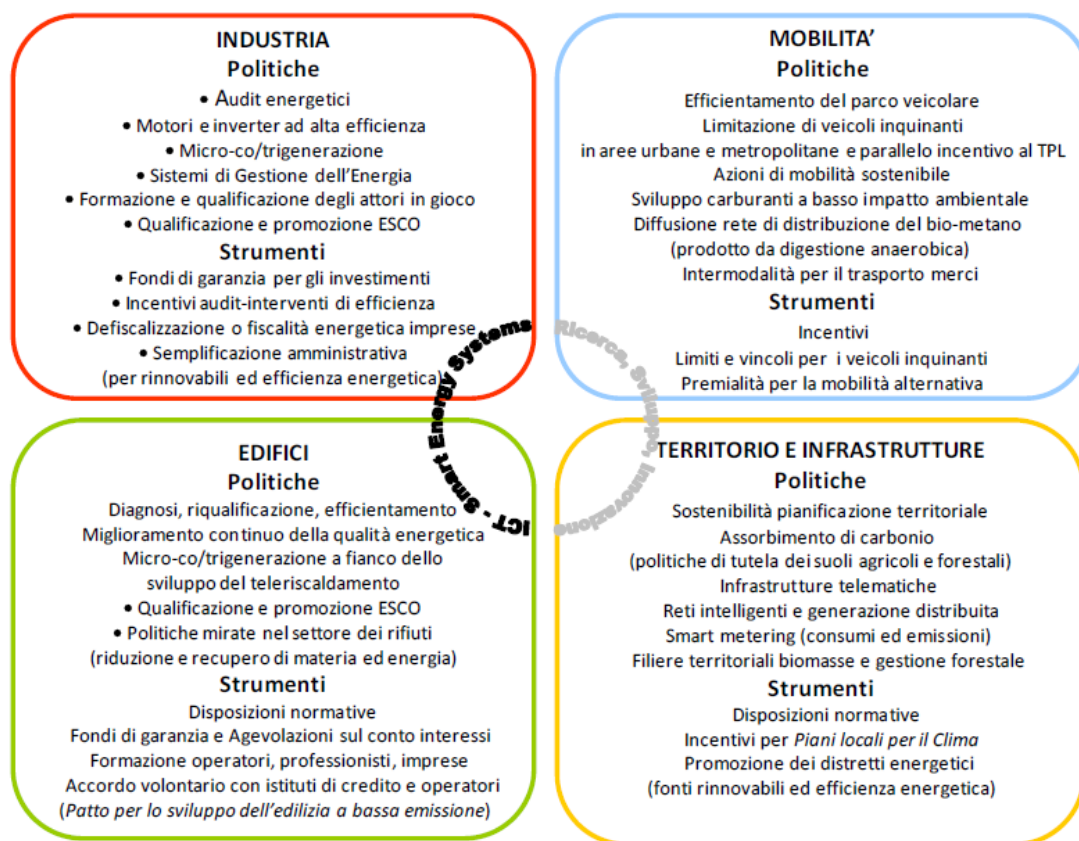 INDUSTRIA
Politiche
• Audit energetici
• Motori e inverter ad alta efficienza
• Micro-co/trigenerazione
• Sistemi di Gestione dell'Energia
• Formazione e qualificazione degli attori in gioco
• Qualificazione e promozione ESCO
Strumenti
• Fondi di garanzia per gli investimenti
• Incentivi audit-interventi di efficienza
• Defiscalizzazione o fiscalità energetica imprese
• Semplificazione amministrativa
(per rinnovabili ed efficienza energetica)
MOBILITA'
Politiche
Efficientamento del parco veicolare
Limitazione di veicoli inquinanti
in aree urbane e metropolitane e parallelo incentivo al TPL
Azioni di mobilità sostenibile
Sviluppo carburanti a basso impatto ambientale
Diffusione rete di distribuzione del bio-metano
(prodotto da digestione anaerobica)
Intermodalità per il trasporto merci
Strumenti
Incentivi
Limiti e vincoli per i veicoli inquinanti
Premialità per la mobilità alternativa
ICT - Smart Energy Systems
Ricerca, Sviluppo, Innovazione
EDIFICI
Politiche
Diagnosi, riqualificazione, efficientamento
Miglioramento continuo della qualità energetica
Micro-co/trigenerazione a fianco dello
sviluppo del teleriscaldamento
• Qualificazione e promozione ESCO
• Politiche mirate nel settore dei rifiuti
(riduzione e recupero di materia ed energia)
Strumenti
Disposizioni normative
Fondi di garanzia e Agevolazioni sul conto interessi
Formazione operatori, professionisti, imprese
Accordo volontario con istituti di credito e operatori
(Patto per lo sviluppo dell'edilizia a bassa emissione)
TERRITORIO E INFRASTRUTTURE
Politiche
Sostenibilità pianificazione territoriale
Assorbimento di carbonio
(politiche di tutela dei suoli agricoli e forestali)
Infrastrutture telematiche
Reti intelligenti e generazione distribuita
Smart metering (consumi ed emissioni)
Filiere territoriali biomasse e gestione forestale
Strumenti
Disposizioni normative
Incentivi per Piani locali per il Clima
Promozione dei distretti energetici
(fonti rinnovabili ed efficienza energetica)